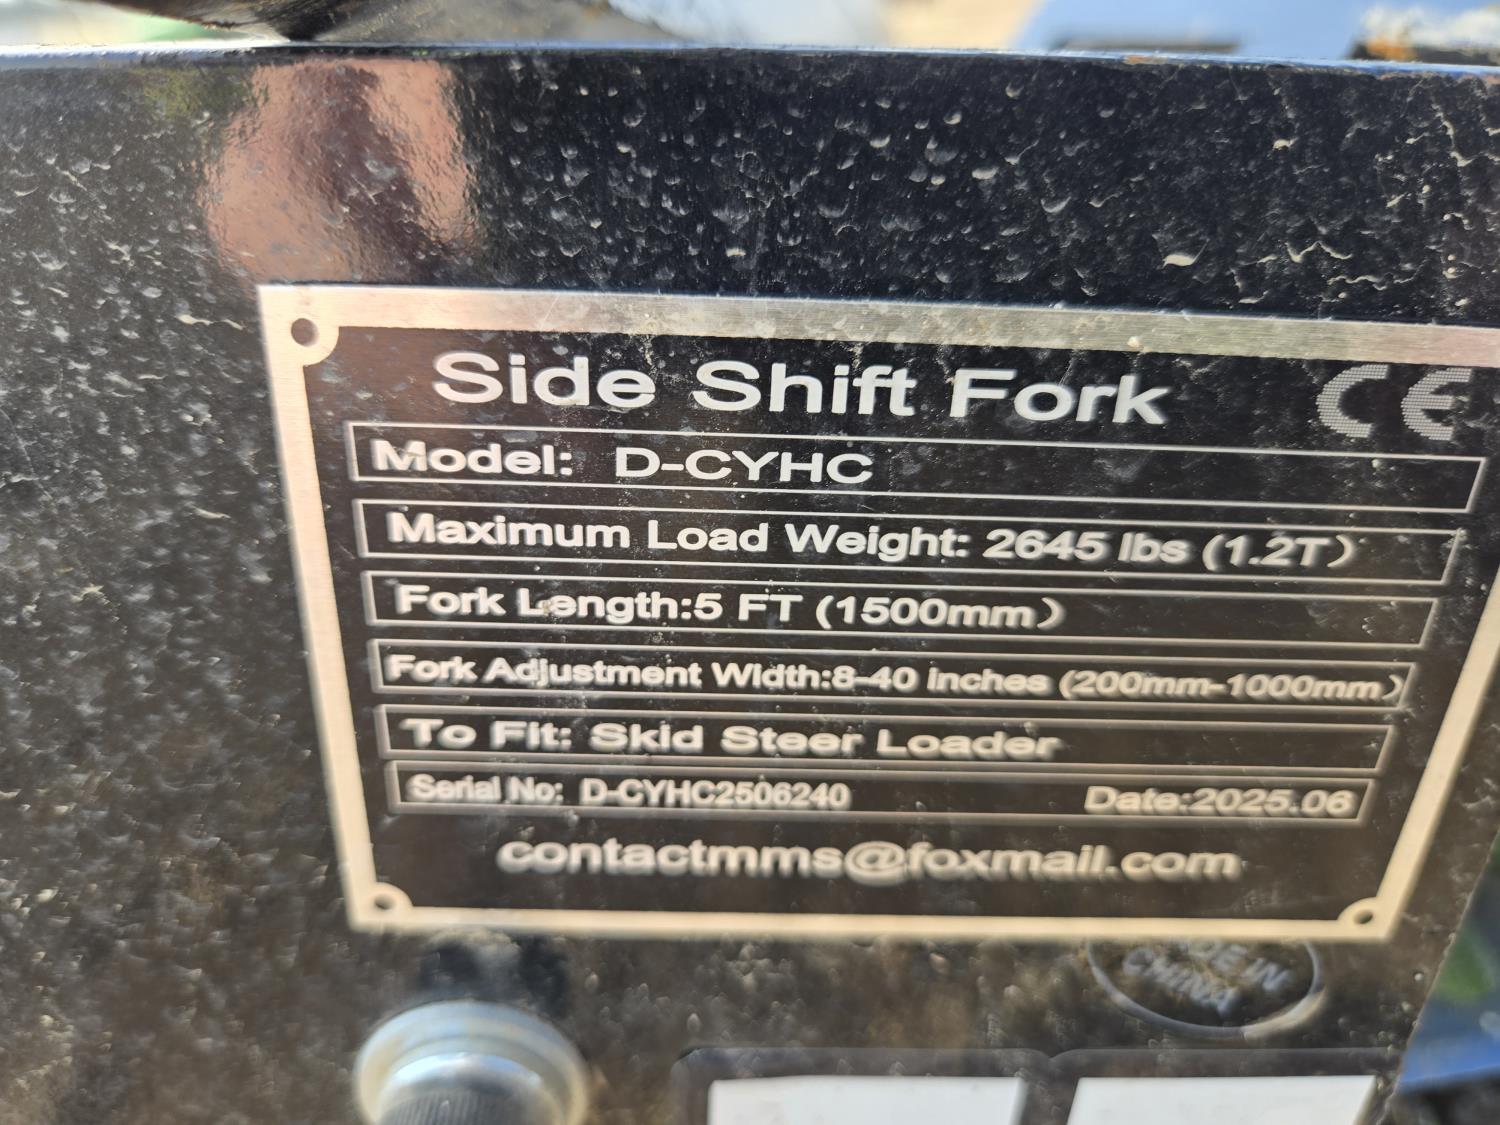 Side Shift Fork CE
Model: D-CYHC
Maximum Load Weight: 2645 lbs (1.2T)
Fork Length:5 FT (1500mm)
Fork Adjustment Width:8-40 inches (200mm-1000mm)
To Fit: Skid Steer Loader
Serial No: D-CYHC2506240 Date:2025.06
contactmms@foxmail.com
IN
CHINA